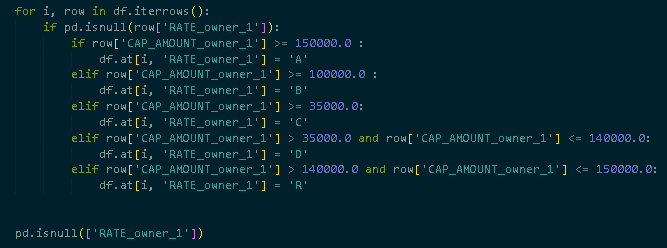 for i, row in df.iterrows():
    if pd.isnull(row['RATE_owner_1']):
        if row['CAP_AMOUNT_owner_1'] >= 150000.0 :
            df.at[i, 'RATE_owner_1'] = 'A'
        elif row['CAP_AMOUNT_owner_1'] >= 100000.0 :
            df.at[i, 'RATE_owner_1'] = 'B'
        elif row['CAP_AMOUNT_owner_1'] >= 35000.0:
            df.at[i, 'RATE_owner_1'] = 'C'
        elif row['CAP_AMOUNT_owner_1'] > 35000.0 and row['CAP_AMOUNT_owner_1'] <= 140000.0:
            df.at[i, 'RATE_owner_1'] = 'D'
        elif row['CAP_AMOUNT_owner_1'] > 140000.0 and row['CAP_AMOUNT_owner_1'] <= 150000.0:
            df.at[i, 'RATE_owner_1'] = 'R'
pd.isnull(['RATE_owner_1'])